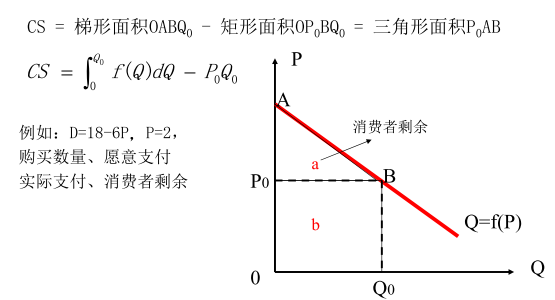 CS = 梯形面积OABQ₀ - 矩形面积OP₀BQ₀ = 三角形面积P₀AB
CS = ∫₀^Q₀ f(Q)dQ - P₀Q₀
例如：D=18-6P，P=2，
购买数量、愿意支付
实际支付、消费者剩余
P
A
消费者剩余
a
P0
B
b
Q=f(P)
0
Q0
Q